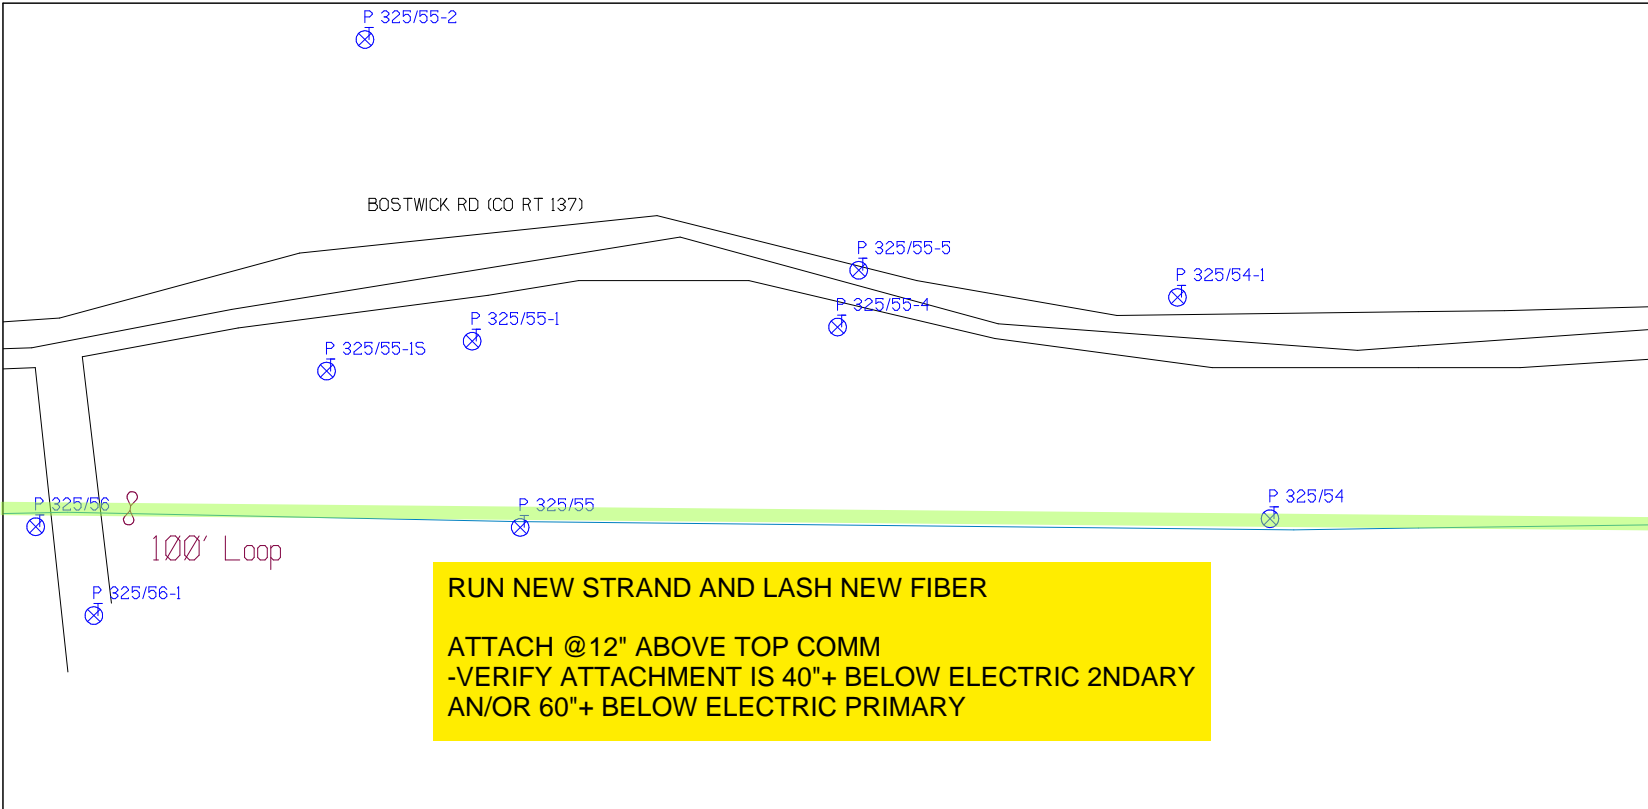 P 325/55-2
BOSTWICK RD (CO RT 137)
P 325/55-5
P 325/54-1
P 325/55-4
P 325/55-1
P 325/55-1S
P 325/56
P 325/55
P 325/54
100' Loop
P 325/56-1
RUN NEW STRAND AND LASH NEW FIBER
ATTACH @12" ABOVE TOP COMM
-VERIFY ATTACHMENT IS 40"+ BELOW ELECTRIC 2NDARY
AN/OR 60"+ BELOW ELECTRIC PRIMARY